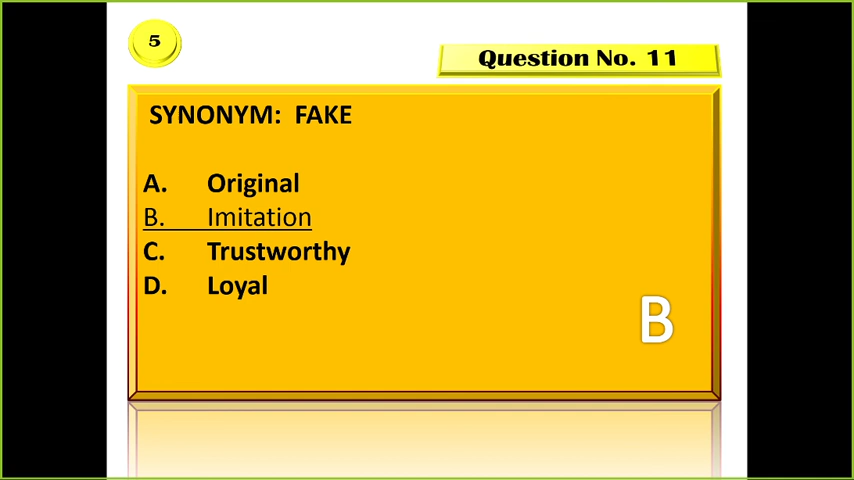 5
Question No. 11
SYNONYM: FAKE
A. Original
B. Imitation
C. Trustworthy
D. Loyal
B